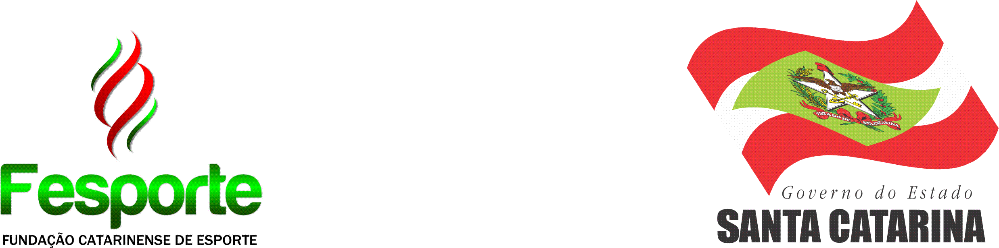 Fesporte
FUNDAÇÃO CATARINENSE DE ESPORTE
ESTADO DE STA. CATARINA
Governo do Estado
SANTA CATARINA